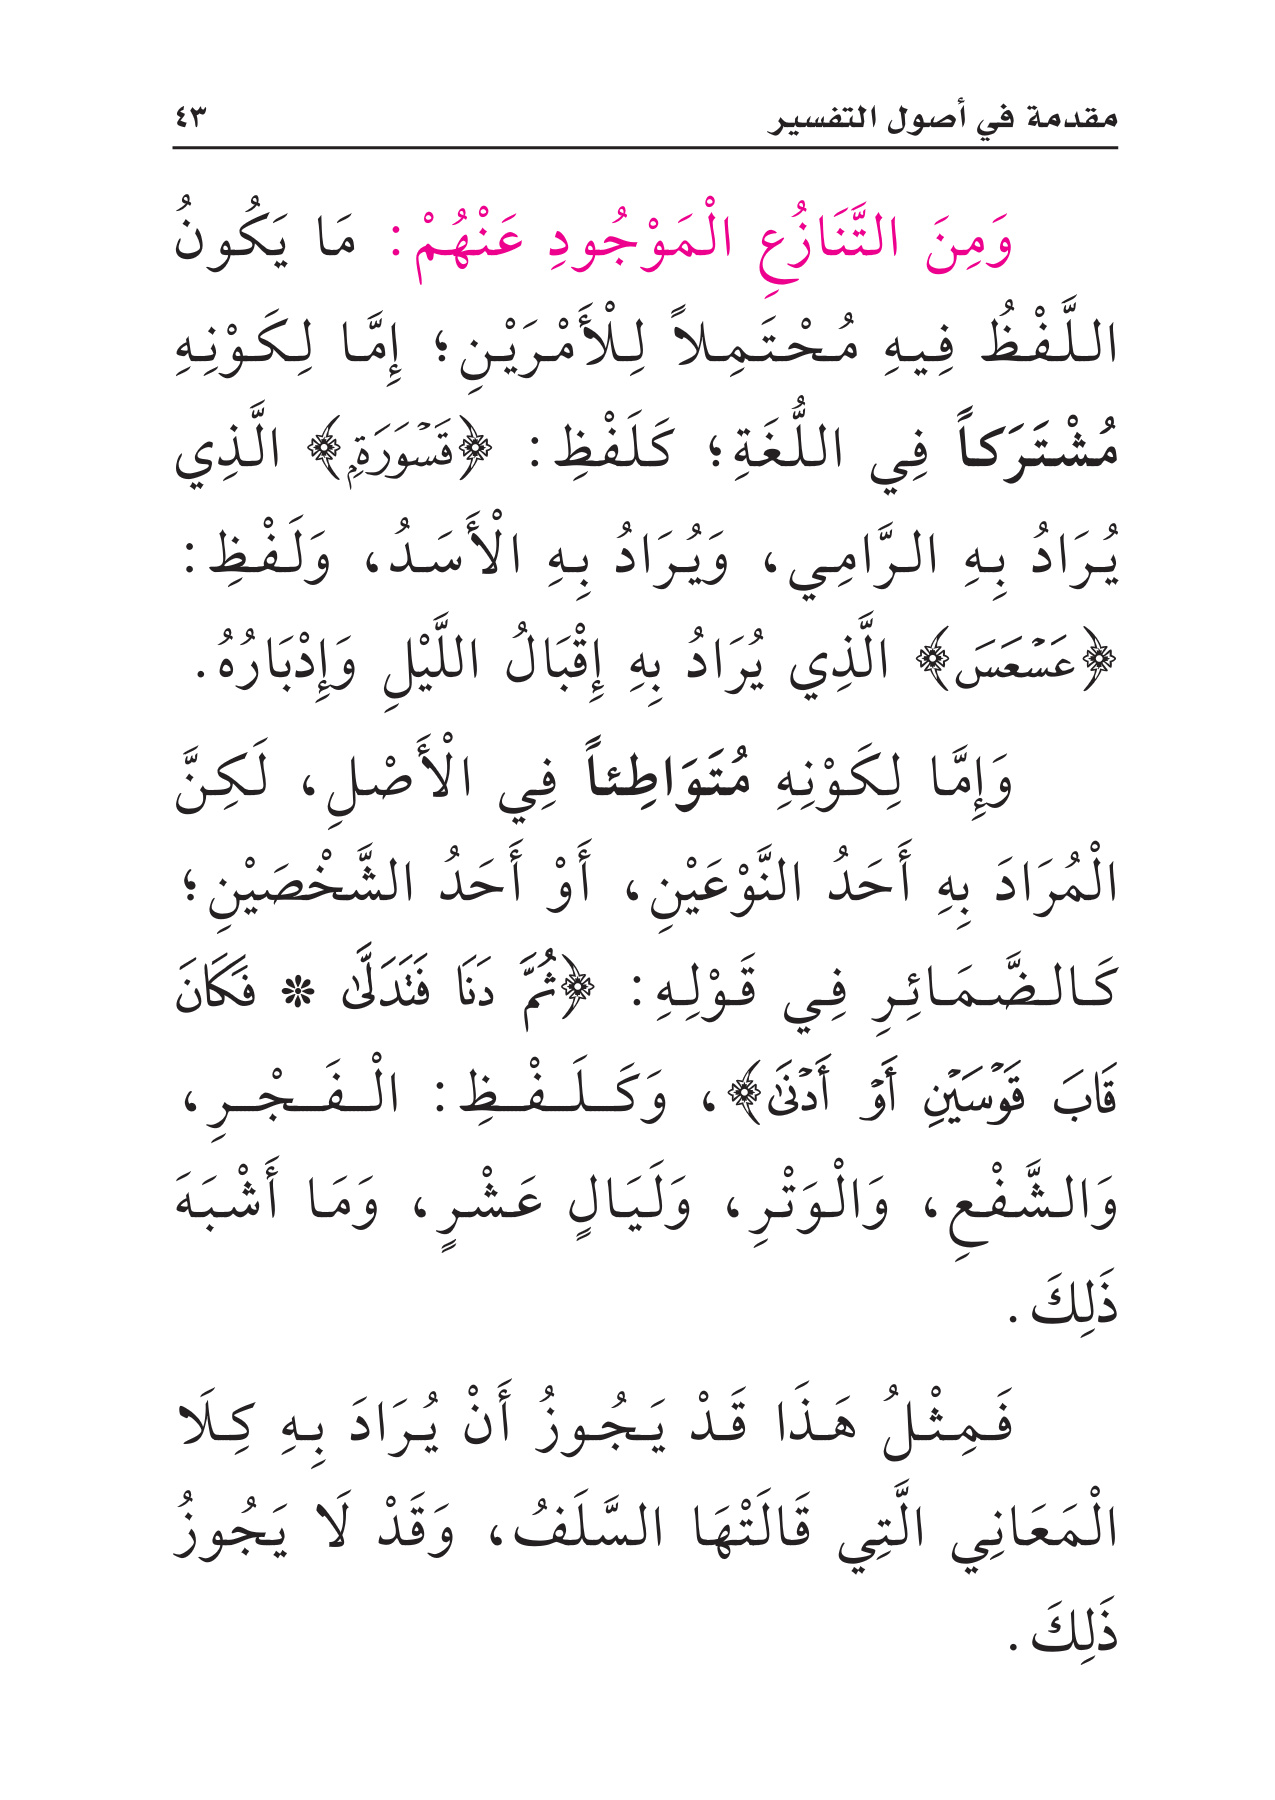 مقدمة في أصول التفسير ٤٣
وَمِنَ التَّنَازُعِ الْمَوْجُودِ عَنْهُمْ: مَا يَكُونُ
اللَّفْظُ فِيهِ مُحْتَمِلاً لِلْأَمْرَيْنِ؛ إِمَّا لِكَوْنِهِ
مُشْتَرَكاً فِي اللُّغَةِ؛ كَلَفْظِ: ﴿قَسْوَرَةٍ﴾ الَّذِي
يُرَادُ بِهِ الرَّامِي، وَيُرَادُ بِهِ الْأَسَدُ، وَلَفْظِ:
﴿عَسْعَسَ﴾ الَّذِي يُرَادُ بِهِ إِقْبَالُ اللَّيْلِ وَإِدْبَارُهُ.
وَإِمَّا لِكَوْنِهِ مُتَوَاطِئاً فِي الْأَصْلِ، لَكِنَّ
الْمُرَادَ بِهِ أَحَدُ النَّوْعَيْنِ، أَوْ أَحَدُ الشَّخْصَيْنِ؛
كَالضَّمَائِرِ فِي قَوْلِهِ: ﴿ثُمَّ دَنَا فَتَدَلَّىٰ * فَكَانَ
قَابَ قَوْسَيْنِ أَوْ أَدْنَىٰ﴾، وَكَلَفْظِ: الْفَجْرِ،
وَالشَّفْعِ، وَالْوَتْرِ، وَلَيَالٍ عَشْرٍ، وَمَا أَشْبَهَ
ذَلِكَ.
فَمِثْلُ هَذَا قَدْ يَجُوزُ أَنْ يُرَادَ بِهِ كِلَا
الْمَعَانِي الَّتِي قَالَتْهَا السَّلَفُ، وَقَدْ لَا يَجُوزُ
ذَلِكَ.